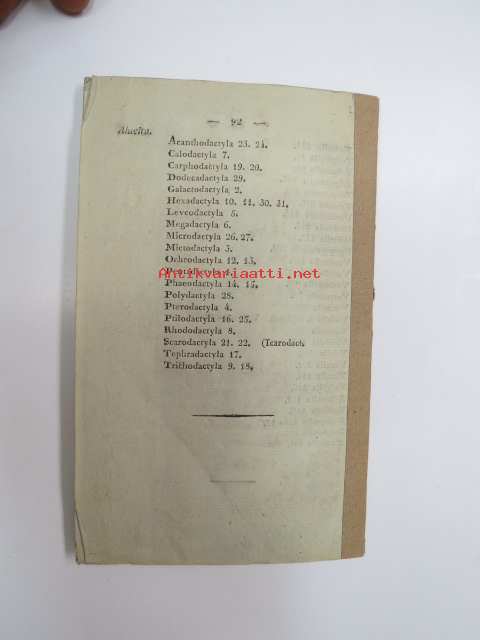 — 92 —
Alucita.
Acanthodactyla 23. 24.
Calodactyla 7.
Carphodactyla 19. 20.
Dodecadactyla 29.
Galactodactyla 2.
Hexadactyla 10. 11. 30. 31.
Leveodactyla 5.
Megadactyla 6.
Microdactyla 26. 27.
Mictodactyla 3.
Ochrodactyla 12. 13.
Antikvariaatti.net
Phaeodactyla 14. 15.
Polydactyla 28.
Pterodactyla 4.
Ptilodactyla 16. 25.
Rhododactyla 8.
Scarodactyla 21. 22. (Icarodact.
Tephradactyla 17.
Trichodactyla 9. 18.